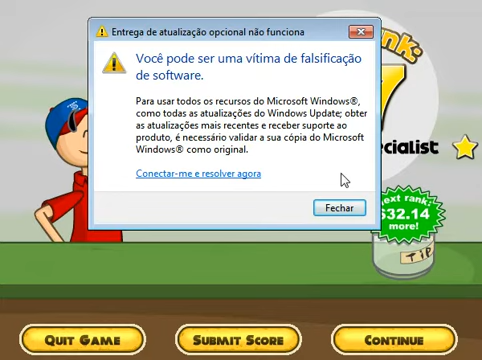 Entrega de atualização opcional não funciona
Você pode ser uma vítima de falsificação
de software.
Para usar todos os recursos do Microsoft Windows®,
como todas as atualizações do Windows Update; obter
as atualizações mais recentes e receber suporte ao
produto, é necessário validar a sua cópia do Microsoft
Windows® como original.
Conectar-me e resolver agora
Fechar
Rank:
7
next rank:
$32.14
more!
TIP
QUIT GAME
SUBMIT SCORE
CONTINUE